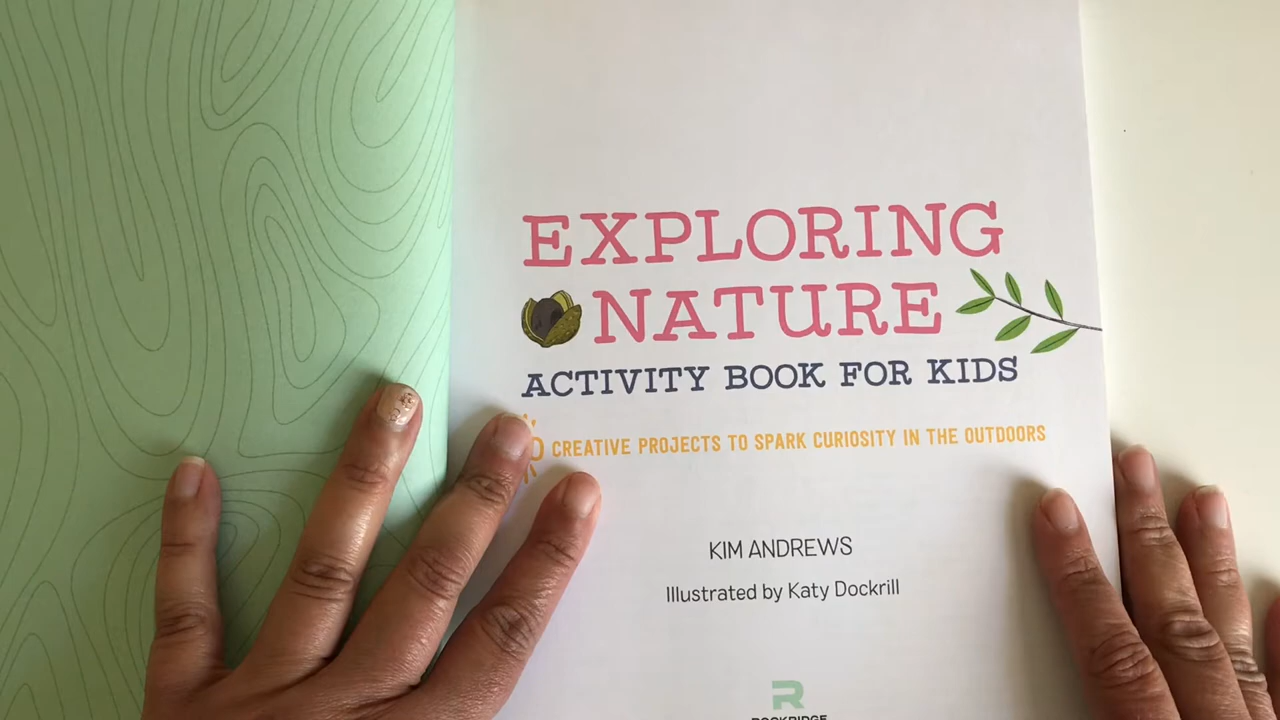 EXPLORING
NATURE
ACTIVITY BOOK FOR KIDS
CREATIVE PROJECTS TO SPARK CURIOSITY IN THE OUTDOORS
KIM ANDREWS
Illustrated by Katy Dockrill
R
ROCKRIDGE